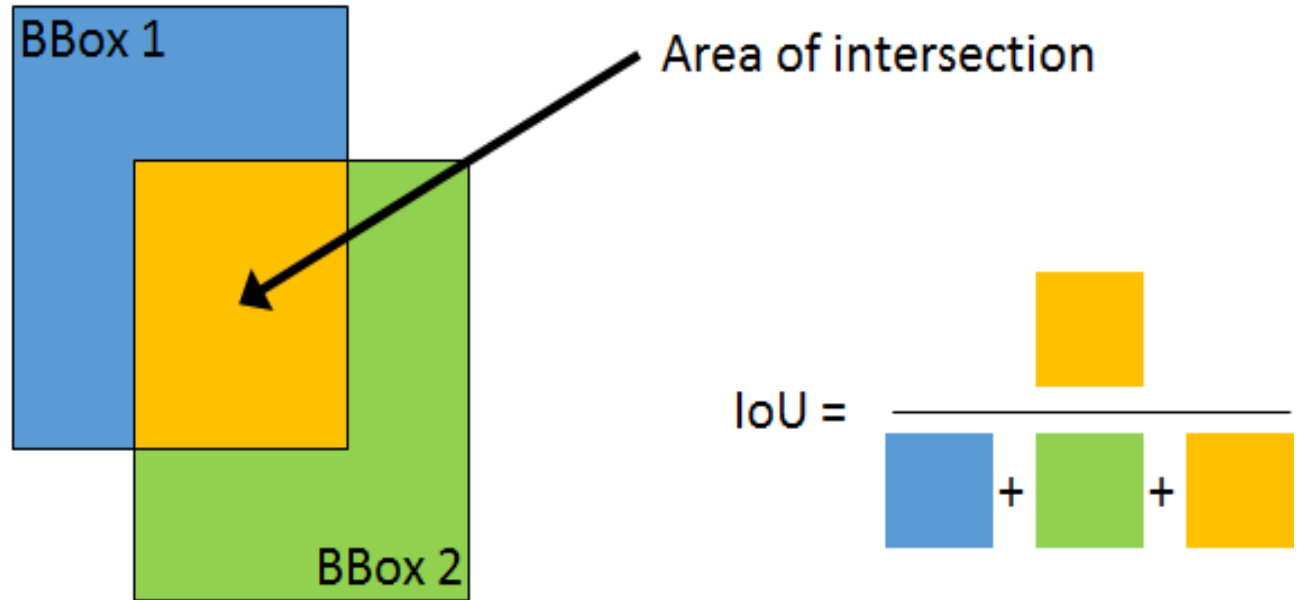 BBox 1
Area of intersection
IoU =
+ +
BBox 2